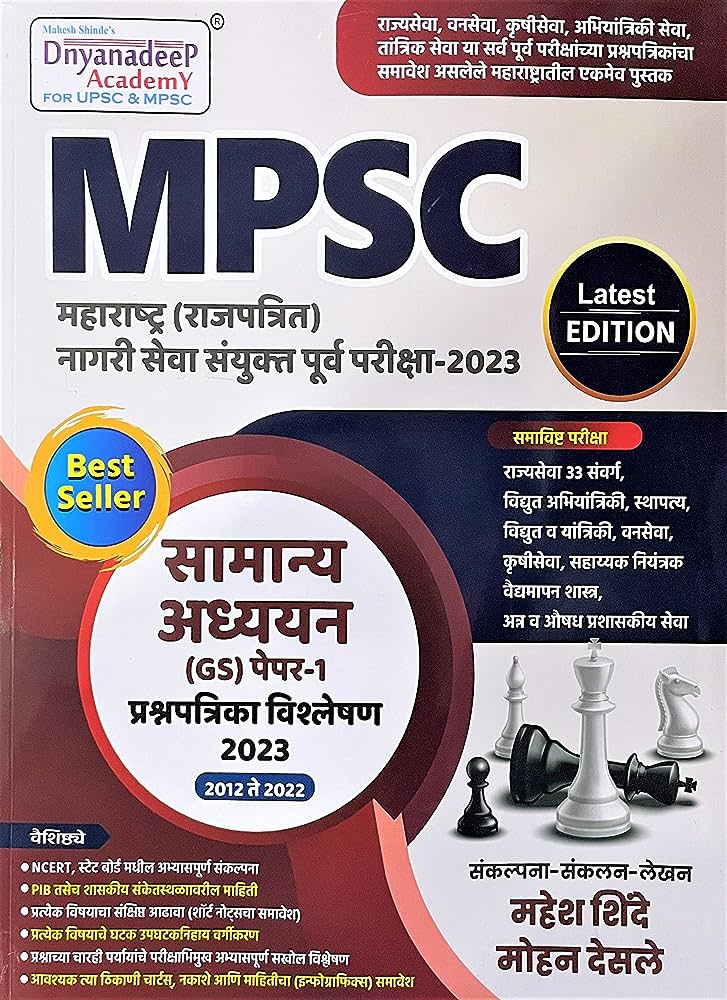 Mahesh Shinde's
DnyanadeeP
AcademY
FOR UPSC & MPSC
®
राज्यसेवा, वनसेवा, कृषीसेवा, अभियांत्रिकी सेवा,
तांत्रिक सेवा या सर्व पूर्व परीक्षांच्या प्रश्नपत्रिकांचा
समावेश असलेले महाराष्ट्रातील एकमेव पुस्तक
MPSC
महाराष्ट्र (राजपत्रित)
नागरी सेवा संयुक्त पूर्व परीक्षा-2023
Latest
EDITION
Best
Seller
समाविष्ट परीक्षा
राज्यसेवा 33 संवर्ग,
विद्युत अभियांत्रिकी, स्थापत्य,
विद्युत व यांत्रिकी, वनसेवा,
कृषीसेवा, सहाय्यक नियंत्रक
वैद्यमापन शास्त्र,
अन्न व औषध प्रशासकीय सेवा
सामान्य
अध्ययन
(GS) पेपर-1
प्रश्नपत्रिका विश्लेषण
2023
2012 ते 2022
वैशिष्ट्ये
• NCERT, स्टेट बोर्ड मधील अभ्यासपूर्ण संकल्पना
• PIB तसेच शासकीय संकेतस्थळावरील माहिती
• प्रत्येक विषयाचा संक्षिप्त आढावा (शॉर्ट नोट्सचा समावेश)
• प्रत्येक विषयाचे घटक उपघटकनिहाय वर्गीकरण
• प्रश्नाच्या चारही पर्यायांचे परीक्षाभिमुख अभ्यासपूर्ण सखोल विश्लेषण
• आवश्यक त्या ठिकाणी चार्टस्, नकाशे आणि माहितीचा (इन्फोग्राफिक्स) समावेश
संकल्पना-संकलन-लेखन
महेश शिंदे
मोहन देसले